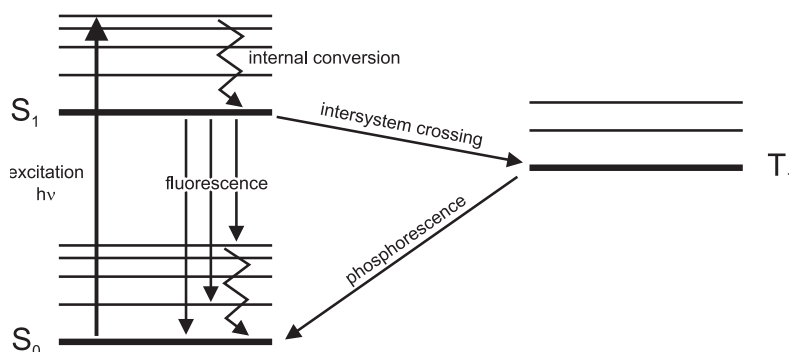 internal conversion
S1
intersystem crossing
excitation
hν
fluorescence
T
phosphorescence
S0